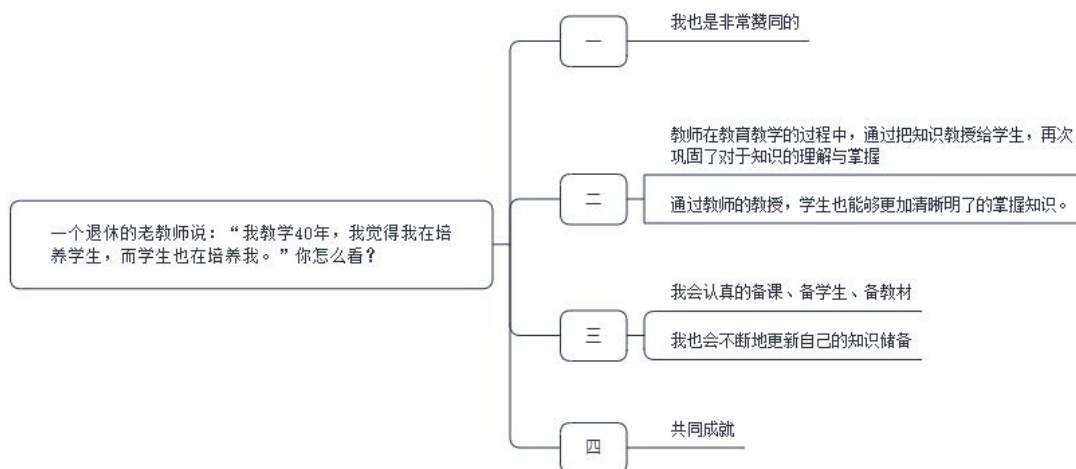 一个退休的老教师说：“我教学40年，我觉得我在培
养学生，而学生也在培养我。”你怎么看？
一
我也是非常赞同的
二
教师在教育教学的过程中，通过把知识教授给学生，再次
巩固了对于知识的理解与掌握
通过教师的教授，学生也能够更加清晰明了的掌握知识。
三
我会认真的备课、备学生、备教材
我也会不断地更新自己的知识储备
四
共同成就